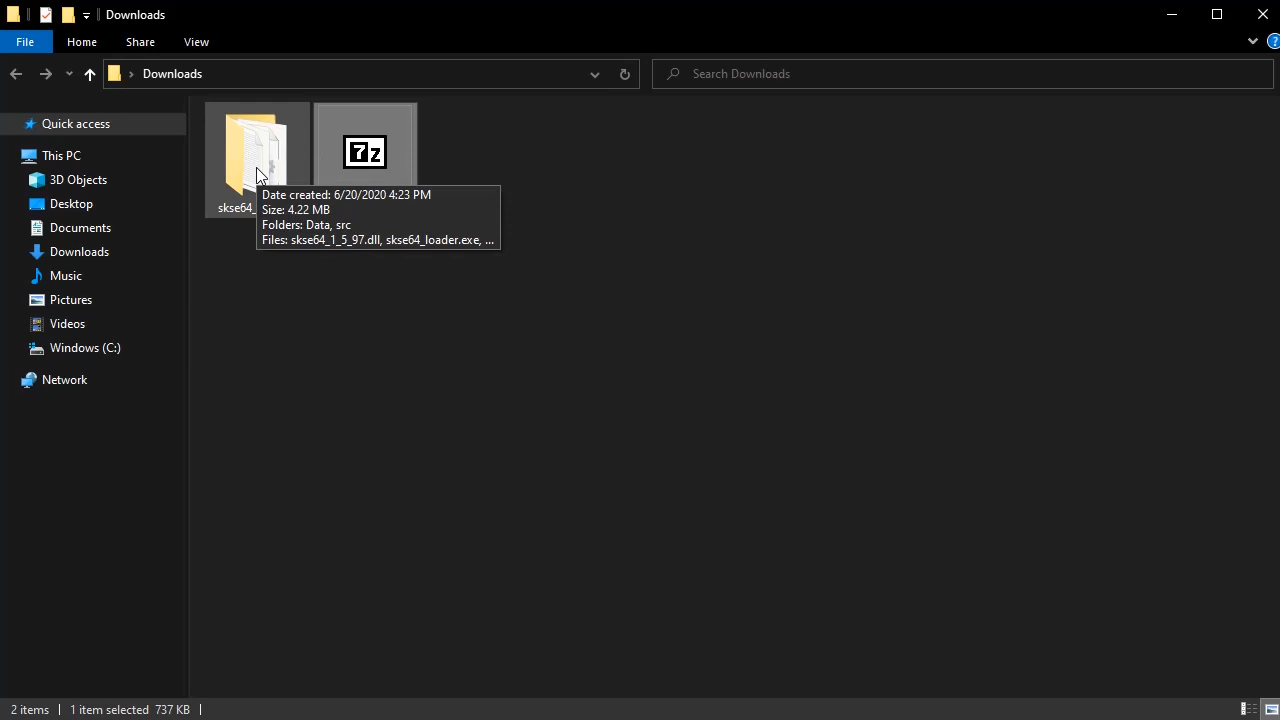 Downloads
File
Home
Share
View
Downloads
Search Downloads
Quick access
This PC
3D Objects
Desktop
Documents
Downloads
Music
Pictures
Videos
Windows (C:)
Network
7z
skse64_
Date created: 6/20/2020 4:23 PM
Size: 4.22 MB
Folders: Data, src
Files: skse64_1_5_97.dll, skse64_loader.exe, ...
2 items
1 item selected 737 KB